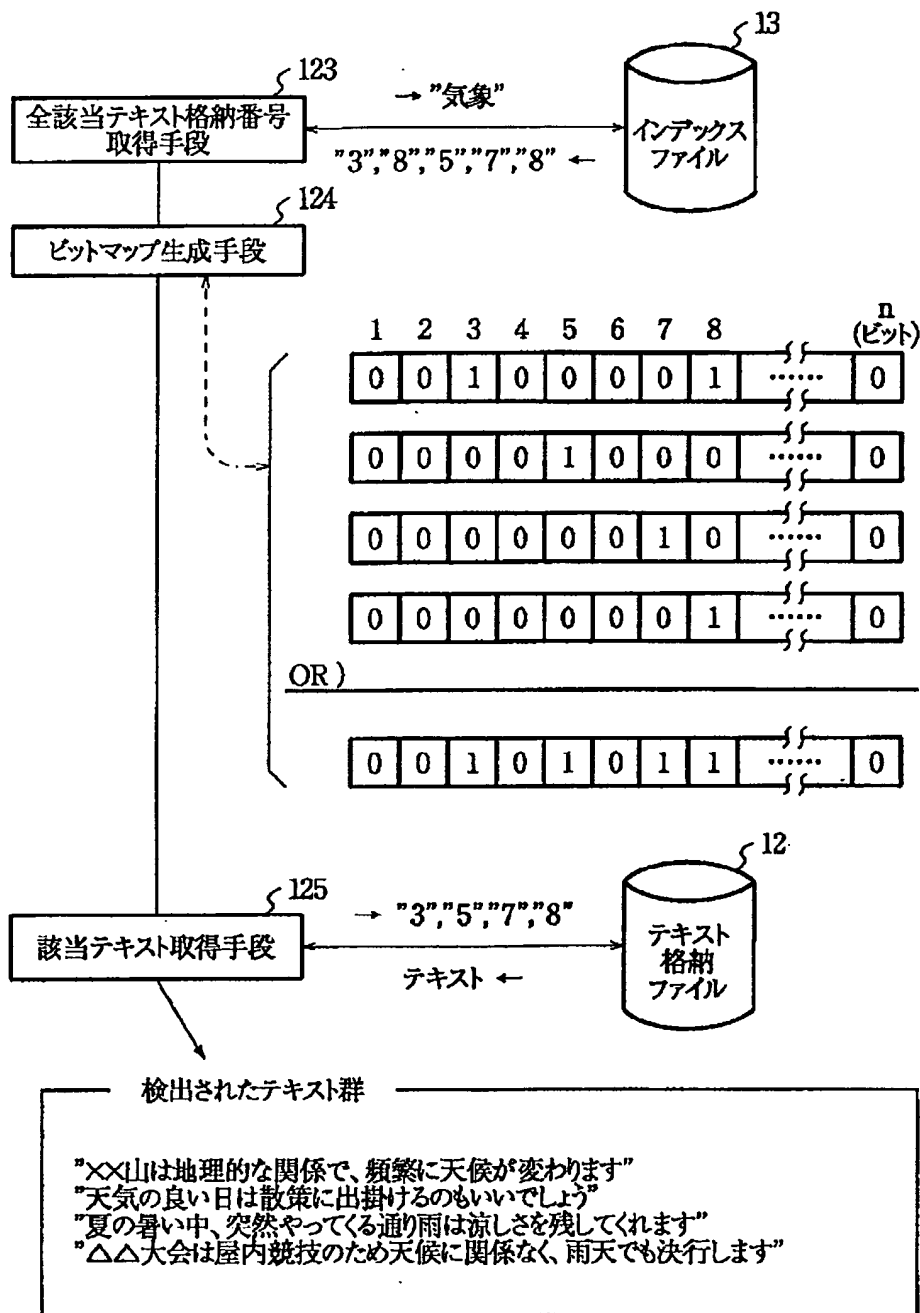 123
全該当テキスト格納番号
取得手段
→ "気象"
"3","8","5","7","8" ←
13
インデックス
ファイル
124
ビットマップ生成手段
1 2 3 4 5 6 7 8 n
(ビット)
0 0 1 0 0 0 0 1 ...... 0
0 0 0 0 1 0 0 0 ...... 0
0 0 0 0 0 0 1 0 ...... 0
0 0 0 0 0 0 0 1 ...... 0
OR )
0 0 1 0 1 0 1 1 ...... 0
125
該当テキスト取得手段
→ "3","5","7","8"
テキスト ←
12
テキスト
格納
ファイル
検出されたテキスト群
"××山は地理的な関係で、頻繁に天候が変わります"
"天気の良い日は散策に出掛けるのもいいでしょう"
"夏の暑い中、突然やってくる通り雨は涼しさを残してくれます"
"△△大会は屋内競技のため天候に関係なく、雨天でも決行します"